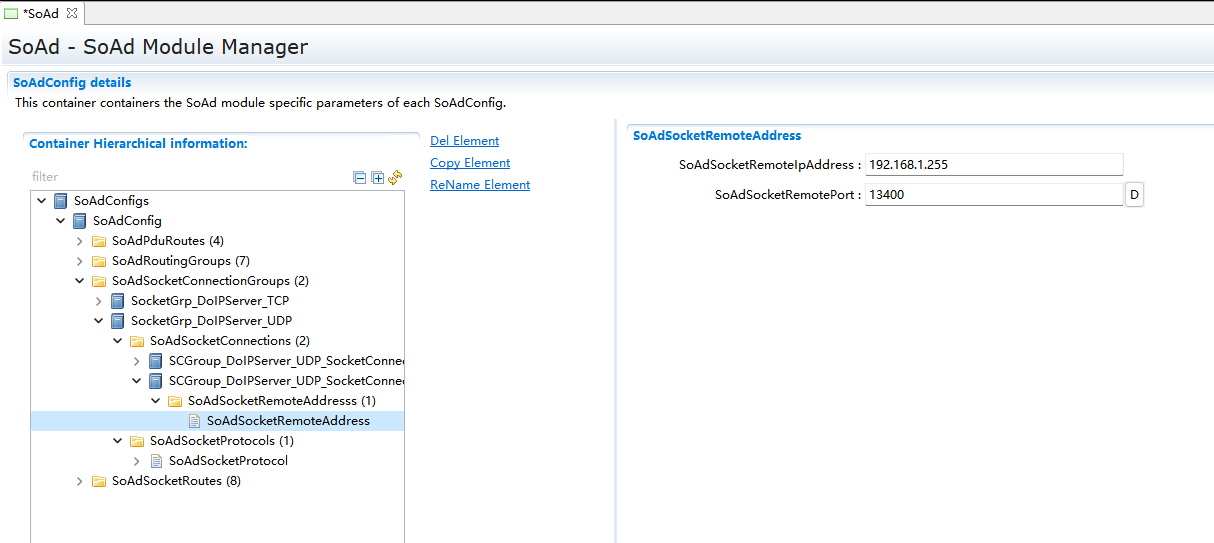 *SoAd
SoAd - SoAd Module Manager
SoAdConfig details
This container containers the SoAd module specific parameters of each SoAdConfig.
Container Hierarchical information:
filter
SoAdConfigs
SoAdConfig
SoAdPduRoutes (4)
SoAdRoutingGroups (7)
SoAdSocketConnectionGroups (2)
SocketGrp_DoIPServer_TCP
SocketGrp_DoIPServer_UDP
SoAdSocketConnections (2)
SCGroup_DoIPServer_UDP_SocketConne
SCGroup_DoIPServer_UDP_SocketConne
SoAdSocketRemoteAddresss (1)
SoAdSocketRemoteAddress
SoAdSocketProtocols (1)
SoAdSocketProtocol
SoAdSocketRoutes (8)
Del Element
Copy Element
ReName Element
SoAdSocketRemoteAddress
SoAdSocketRemoteIpAddress : 192.168.1.255
SoAdSocketRemotePort : 13400 D